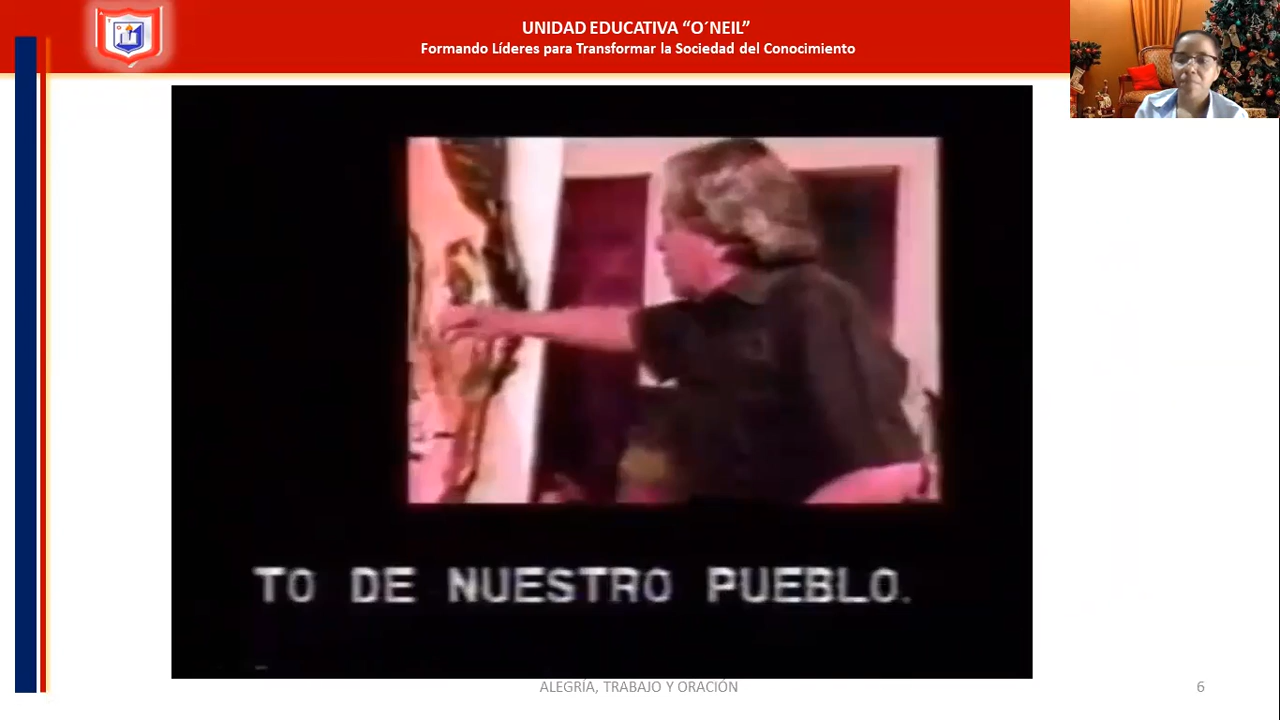 UNIDAD EDUCATIVA “O´NEIL”
Formando Líderes para Transformar la Sociedad del Conocimiento
TO DE NUESTRO PUEBLO.
ALEGRÍA, TRABAJO Y ORACIÓN
6